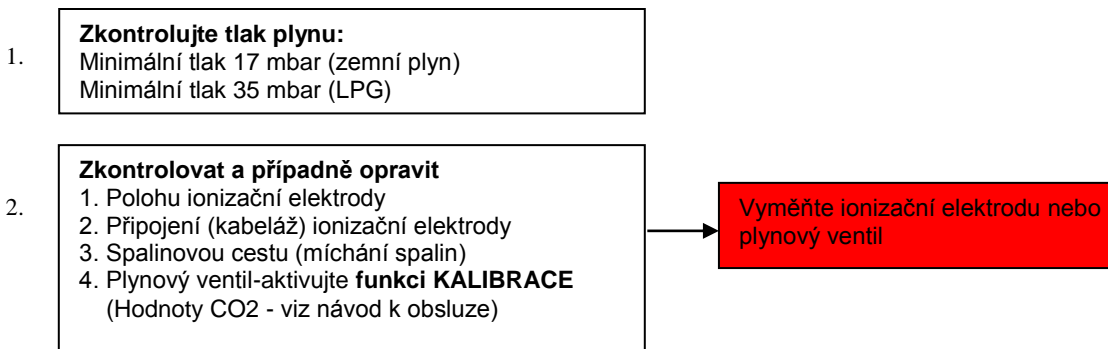 1.
Zkontrolujte tlak plynu:
Minimální tlak 17 mbar (zemní plyn)
Minimální tlak 35 mbar (LPG)
2.
Zkontrolovat a případně opravit
1. Polohu ionizační elektrody
2. Připojení (kabeláž) ionizační elektrody
3. Spalinovou cestu (míchání spalin)
4. Plynový ventil-aktivujte funkci KALIBRACE
(Hodnoty CO2 - viz návod k obsluze)
Vyměňte ionizační elektrodu nebo
plynový ventil